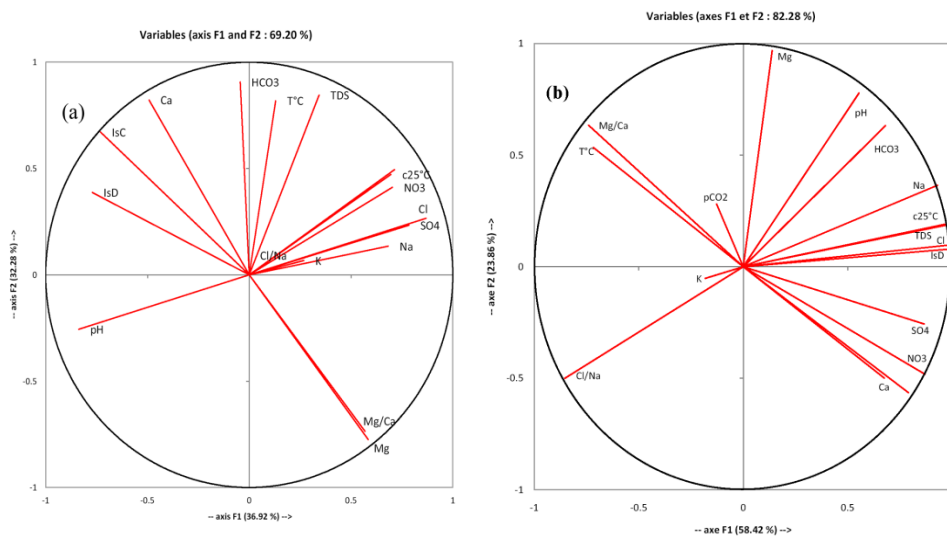 Variables (axis F1 and F2 : 69.20 %)
(a)
1
0.5
0
-0.5
-1
-- axis F2 (32.28 %) -->
HCO3
Ca
T°C
TDS
IsC
IsD
c25°C
NO3
Cl
SO4
Na
Cl/Na
K
pH
Mg/Ca
Mg
-1
-0.5
0
0.5
1
-- axis F1 (36.92 %) -->
Variables (axes F1 et F2 : 82.28 %)
(b)
1
0.5
0
-0.5
-1
-- axe F2 (23.86 %) -->
Mg
pH
Mg/Ca
T°C
HCO3
pCO2
Na
c25°C
TDS
Cl
IsD
K
SO4
NO3
Cl/Na
Ca
-1
-0.5
0
0.5
-- axe F1 (58.42 %) -->